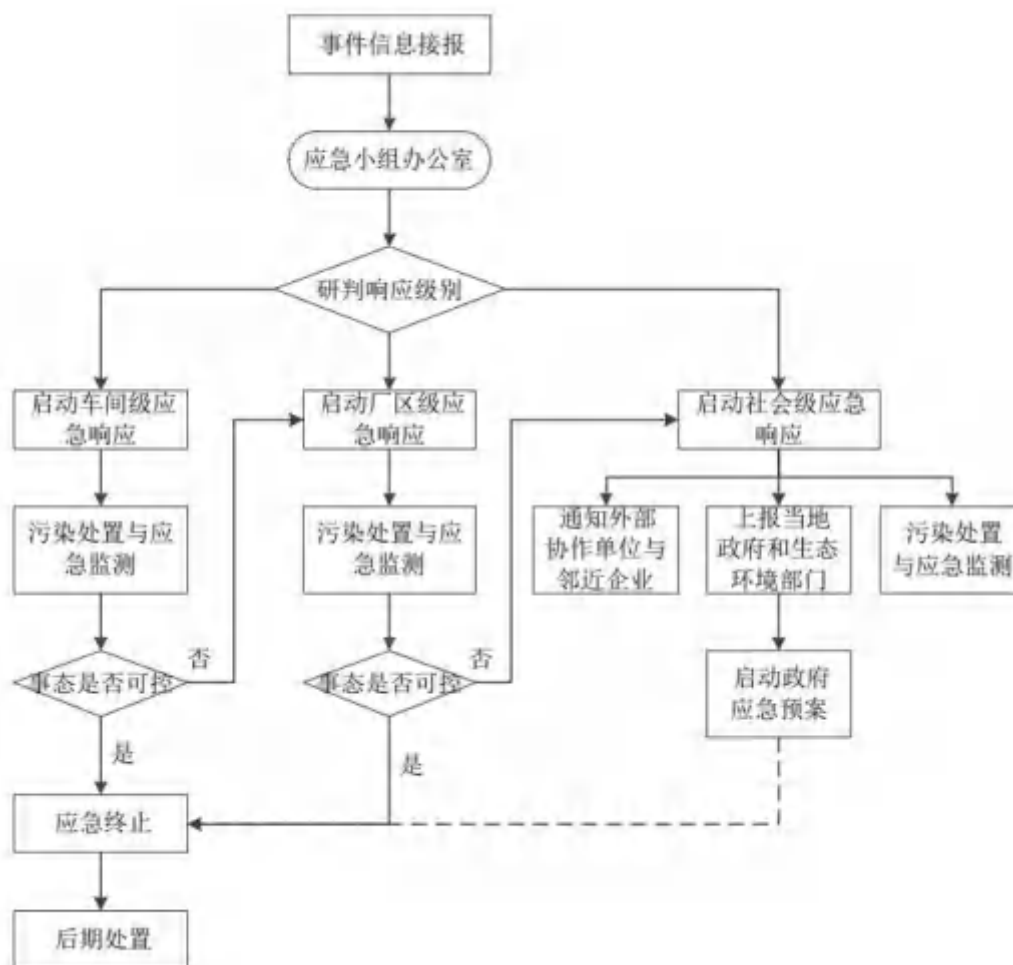 事件信息接报
应急小组办公室
研判响应级别
启动车间级应
急响应
启动厂区级应
急响应
启动社会级应急
响应
污染处置与应
急监测
污染处置与应
急监测
通知外部
协作单位与
邻近企业
上报当地
政府和生态
环境部门
污染处置
与应急监测
事态是否可控
否
事态是否可控
否
启动政府
应急预案
是
是
应急终止
后期处置